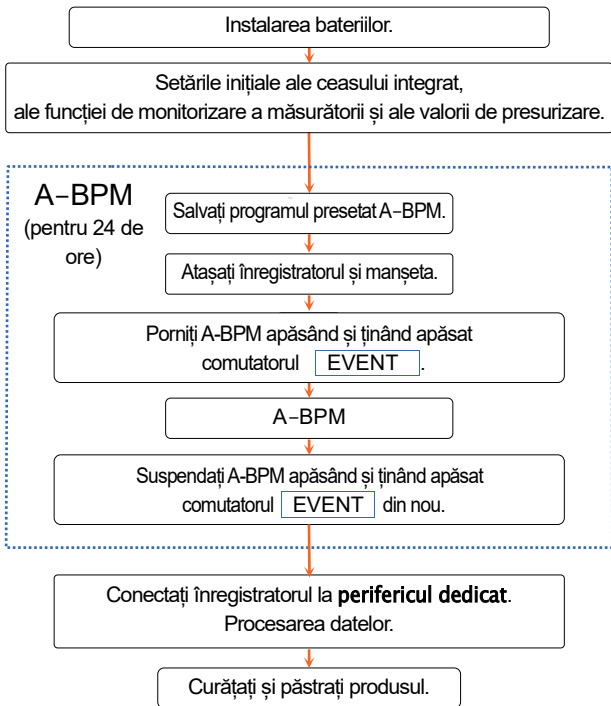 Instalarea bateriilor.
Setările inițiale ale ceasului integrat,
ale funcției de monitorizare a măsurătorii și ale valorii de presurizare.
A-BPM
(pentru 24 de
ore)
Salvați programul presetat A-BPM.
Atașați înregistratorul și manșeta.
Porniți A-BPM apăsând și ținând apăsat
comutatorul EVENT .
A-BPM
Suspendați A-BPM apăsând și ținând apăsat
comutatorul EVENT din nou.
Conectați înregistratorul la perifericul dedicat.
Procesarea datelor.
Curățați și păstrați produsul.